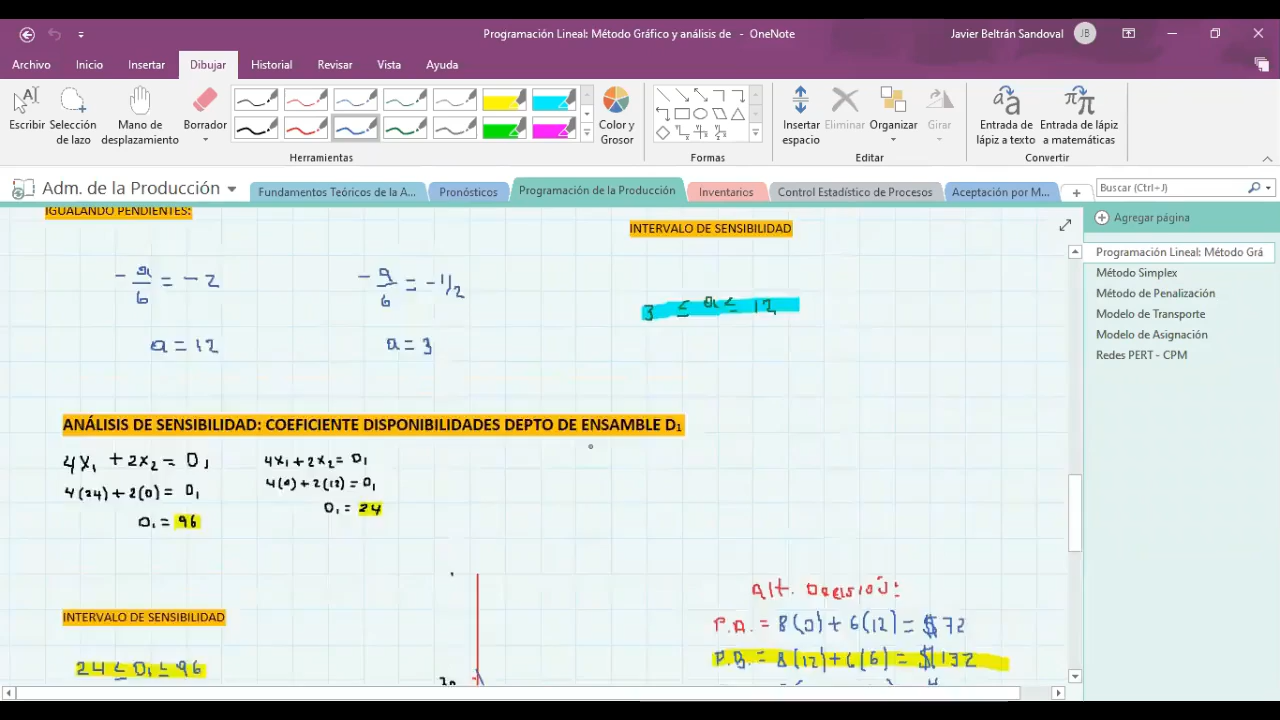 Programación Lineal: Método Gráfico y análisis de - OneNote
Javier Beltrán Sandoval JB
Archivo Inicio Insertar Dibujar Historial Revisar Vista Ayuda
Escribir
Selección de lazo
Mano de desplazamiento
Borrador
Color y Grosor
Insertar espacio
Eliminar
Organizar
Girar
Entrada de lápiz a texto
Entrada de lápiz a matemáticas
Herramientas Formas Editar Convertir
Adm. de la Producción
Fundamentos Teóricos de la A... Pronósticos Programación de la Producción Inventarios Control Estadístico de Procesos Aceptación por M...
Buscar (Ctrl+J)
Agregar página
Programación Lineal: Método Grá
Método Simplex
Método de Penalización
Modelo de Transporte
Modelo de Asignación
Redes PERT - CPM
IGUALANDO PENDIENTES:
-a/6 = -2
-a/6 = -1/2
a = 12
a = 3
INTERVALO DE SENSIBILIDAD
3 ≤ a ≤ 12
ANÁLISIS DE SENSIBILIDAD: COEFICIENTE DISPONIBILIDADES DEPTO DE ENSAMBLE D₁
4X₁ + 2X₂ = D₁
4(24)+2(0) = D₁
D₁ = 96
4X₁ + 2X₂ = D₁
4(0)+2(12) = D₁
D₁ = 24
INTERVALO DE SENSIBILIDAD
24 ≤ D₁ ≤ 96
Alt. Decisión:
P.A. = 8(0) + 6(12) = $72
P.B. = 8(12)+6(6) = $132